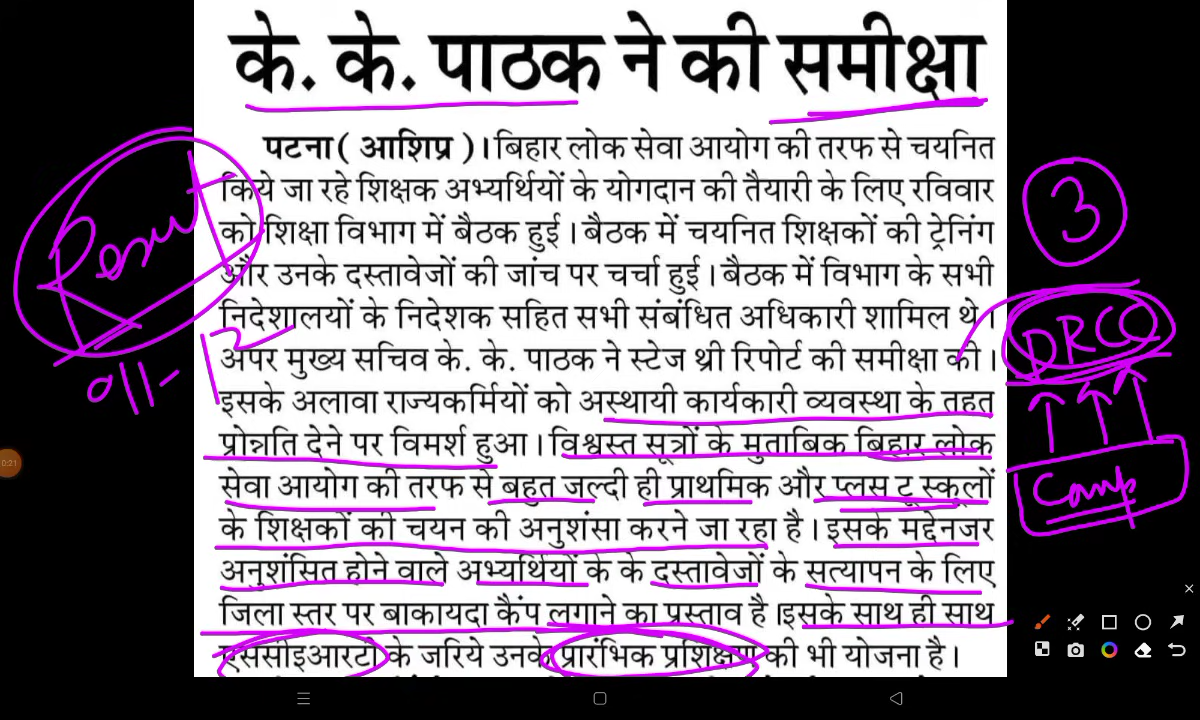 के. के. पाठक ने की समीक्षा
पटना ( आशिप्र )। बिहार लोक सेवा आयोग की तरफ से चयनित
किये जा रहे शिक्षक अभ्यर्थियों के योगदान की तैयारी के लिए रविवार
को शिक्षा विभाग में बैठक हुई । बैठक में चयनित शिक्षकों की ट्रेनिंग
और उनके दस्तावेजों की जांच पर चर्चा हुई । बैठक में विभाग के सभी
निदेशालयों के निदेशक सहित सभी संबंधित अधिकारी शामिल थे ।
अपर मुख्य सचिव के. के. पाठक ने स्टेज थ्री रिपोर्ट की समीक्षा की ।
इसके अलावा राज्यकर्मियों को अस्थायी कार्यकारी व्यवस्था के तहत
प्रोन्नति देने पर विमर्श हुआ । विश्वस्त सूत्रों के मुताबिक बिहार लोक
सेवा आयोग की तरफ से बहुत जल्दी ही प्राथमिक और प्लस टू स्कूलों
के शिक्षकों की चयन की अनुशंसा करने जा रहा है । इसके मद्देनजर
अनुशंसित होने वाले अभ्यर्थियों के के दस्तावेजों के सत्यापन के लिए
जिला स्तर पर बाकायदा कैंप लगाने का प्रस्ताव है ।इसके साथ ही साथ
एससीइआरटी के जरिये उनके प्रारंभिक प्रशिक्षण की भी योजना है ।
Result
3
DRCC
Camp
0:21